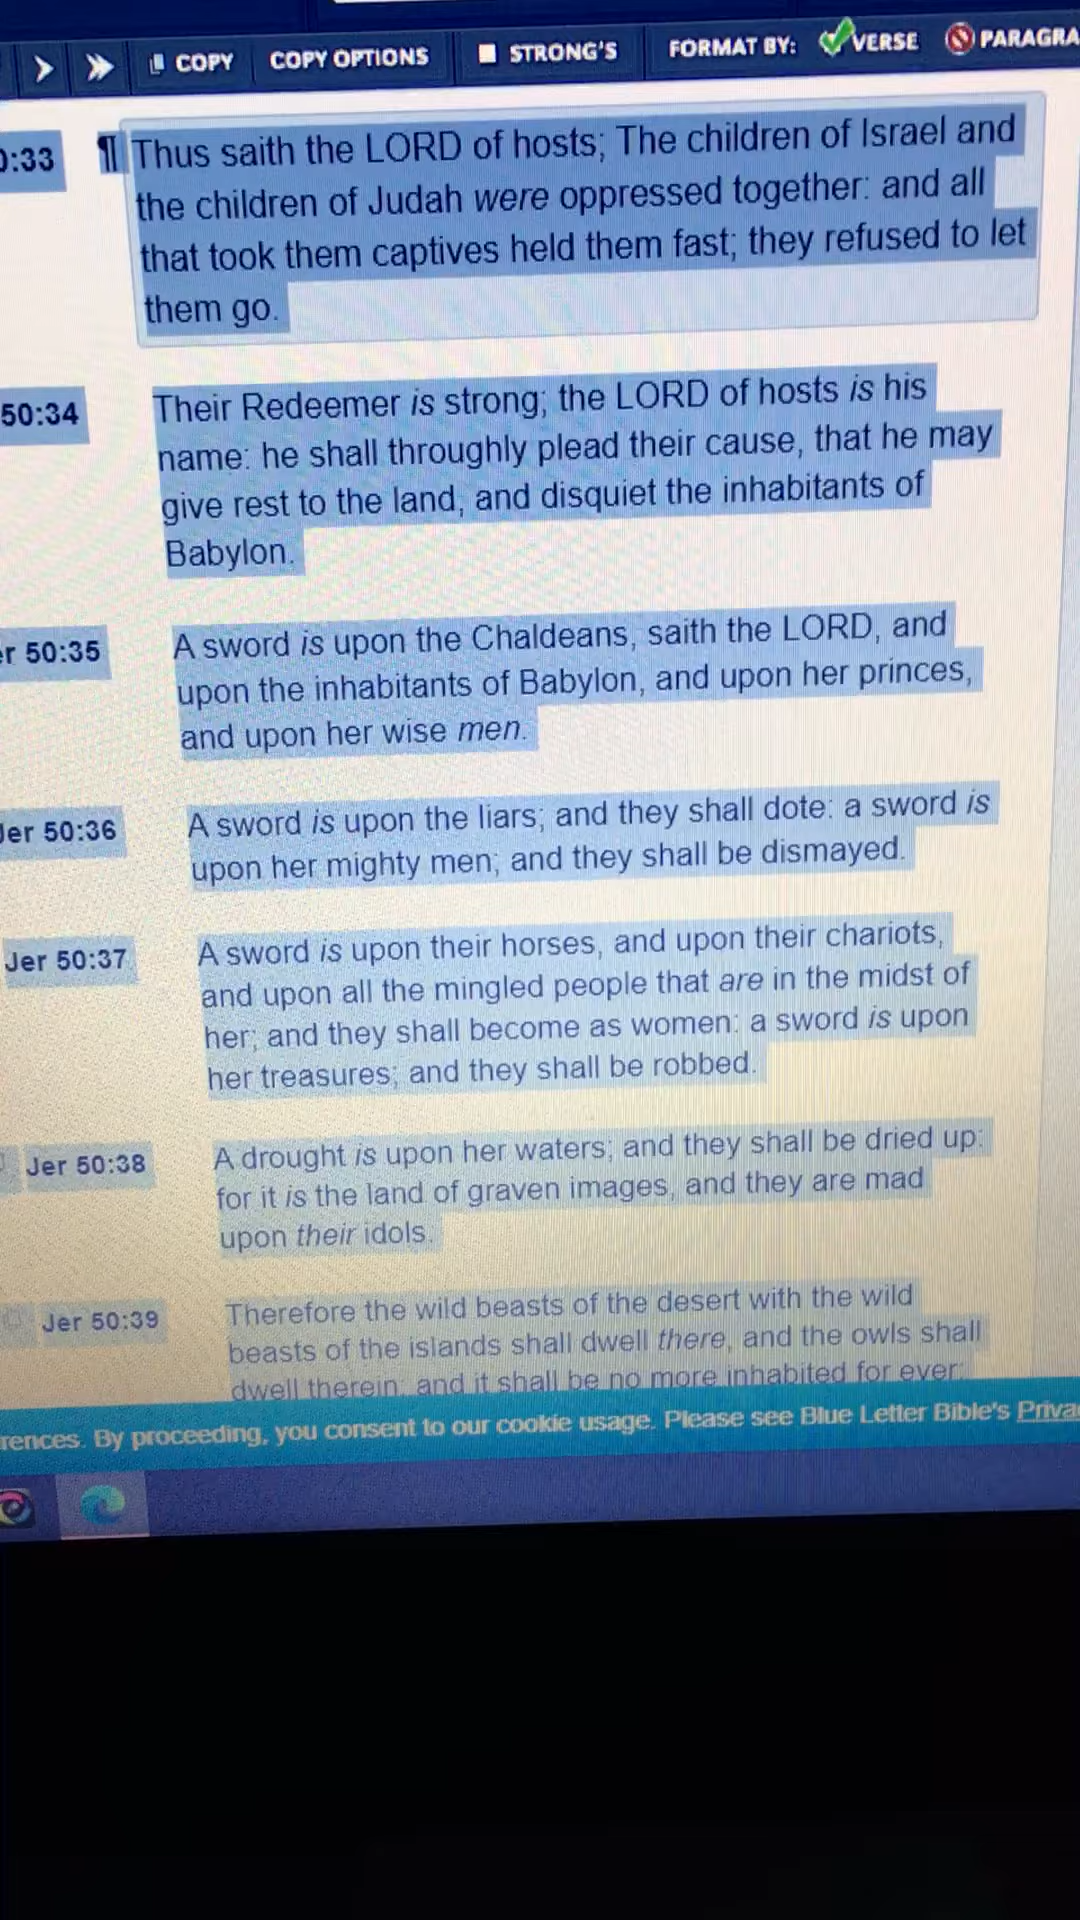 COPY COPY OPTIONS STRONG'S FORMAT BY: VERSE PARAGRA
0:33 ¶ Thus saith the LORD of hosts; The children of Israel and
the children of Judah were oppressed together: and all
that took them captives held them fast; they refused to let
them go.
50:34 Their Redeemer is strong; the LORD of hosts is his
name: he shall throughly plead their cause, that he may
give rest to the land, and disquiet the inhabitants of
Babylon.
er 50:35 A sword is upon the Chaldeans, saith the LORD, and
upon the inhabitants of Babylon, and upon her princes,
and upon her wise men.
Jer 50:36 A sword is upon the liars; and they shall dote: a sword is
upon her mighty men; and they shall be dismayed.
Jer 50:37 A sword is upon their horses, and upon their chariots,
and upon all the mingled people that are in the midst of
her; and they shall become as women: a sword is upon
her treasures; and they shall be robbed.
Jer 50:38 A drought is upon her waters; and they shall be dried up:
for it is the land of graven images, and they are mad
upon their idols.
Jer 50:39 Therefore the wild beasts of the desert with the wild
beasts of the islands shall dwell there, and the owls shall
dwell therein: and it shall be no more inhabited for ever;
rences. By proceeding, you consent to our cookie usage. Please see Blue Letter Bible's Priva